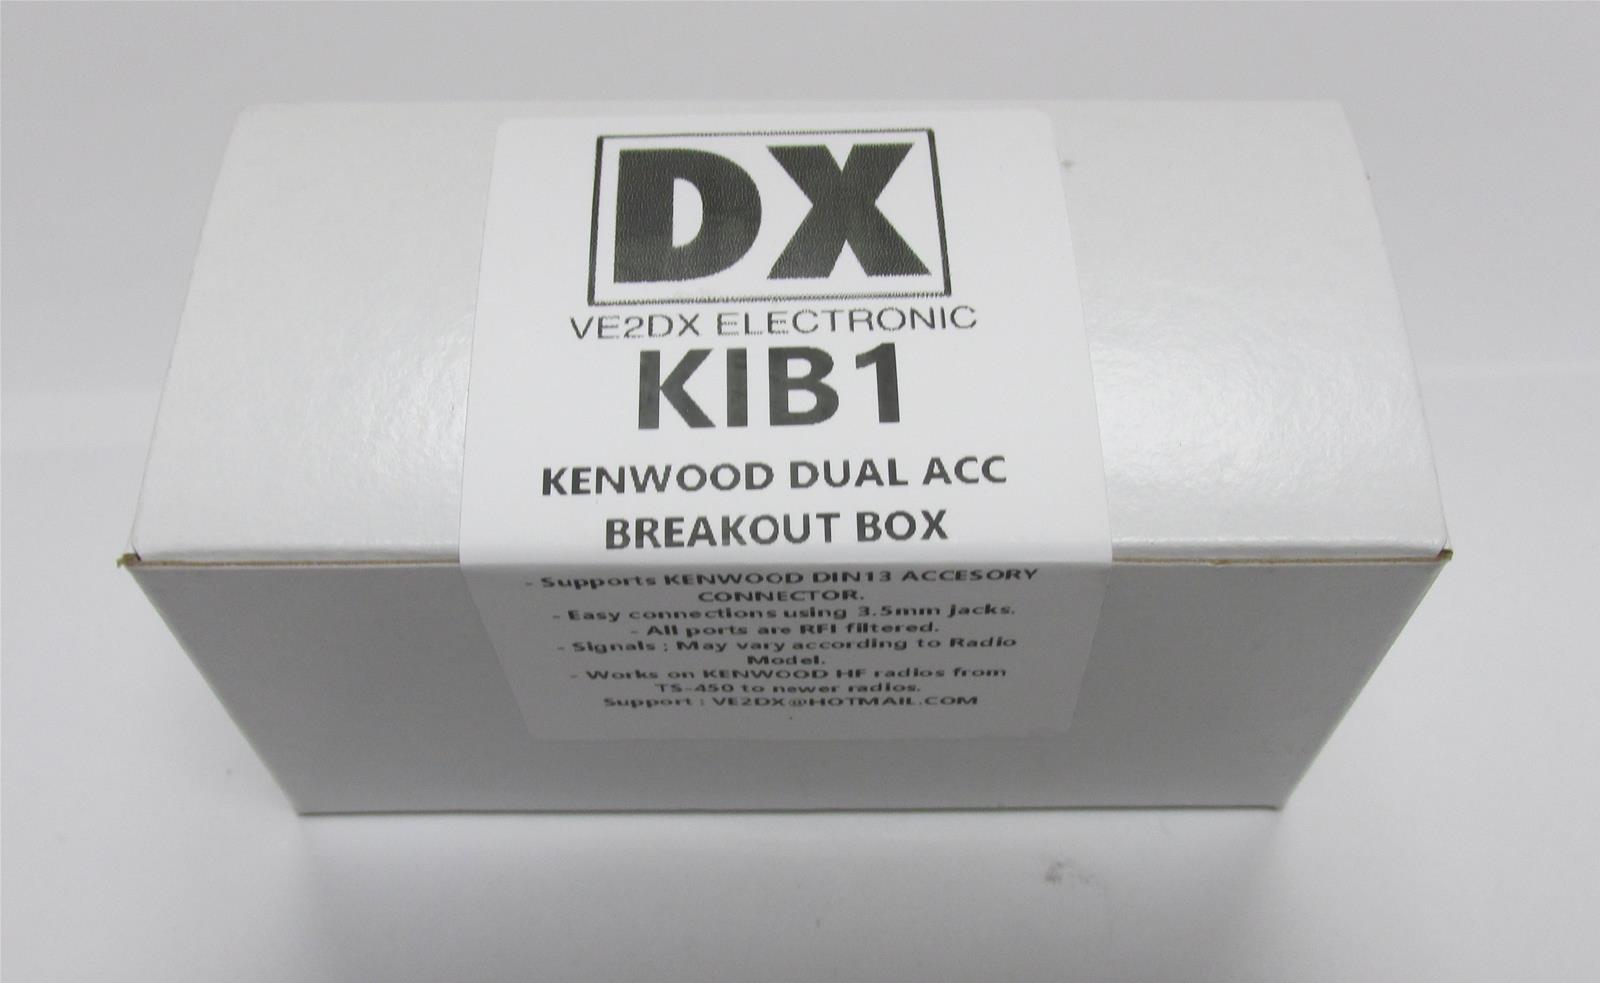 DX
VE2DX ELECTRONIC
KIB1
KENWOOD DUAL ACC
BREAKOUT BOX
- Supports KENWOOD DIN13 ACCESORY
CONNECTOR.
- Easy connections using 3.5mm jacks.
- All ports are RFI filtered.
- Signals : May vary according to Radio
Model.
- Works on KENWOOD HF radios from
TS-450 to newer radios.
Support : VE2DX@HOTMAIL.COM